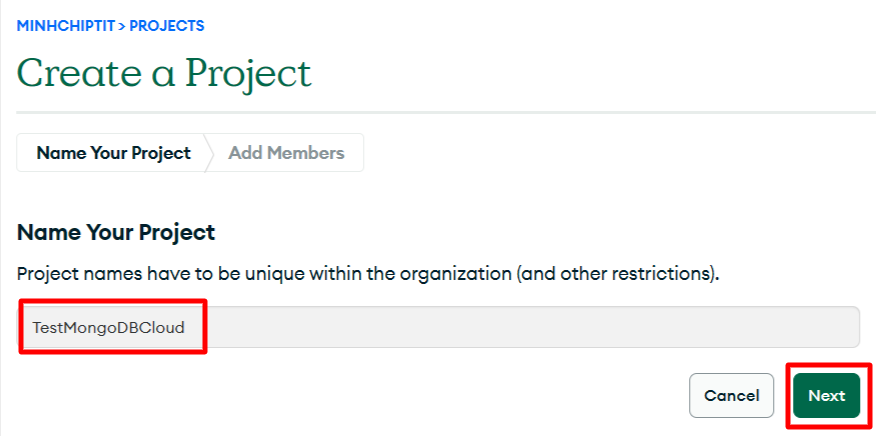 MINHCHIPTIT > PROJECTS
Create a Project
Name Your Project
Add Members
Name Your Project
Project names have to be unique within the organization (and other restrictions).
TestMongoDBCloud
Cancel
Next